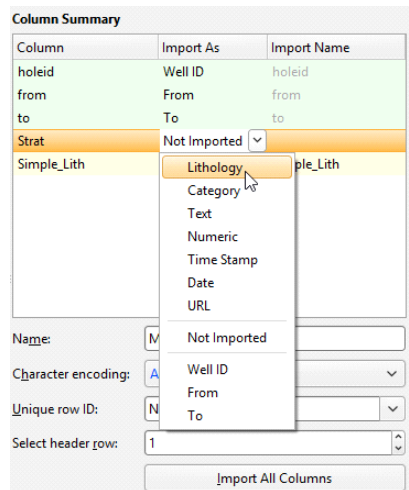 Column Summary
Column Import As Import Name
holeid Well ID holeid
from From from
to To to
Strat Not Imported
Simple_Lith ple_Lith
Lithology
Category
Text
Numeric
Time Stamp
Date
URL
Not Imported
Well ID
From
To
Name: M
Character encoding: A
Unique row ID: N
Select header row: 1
Import All Columns